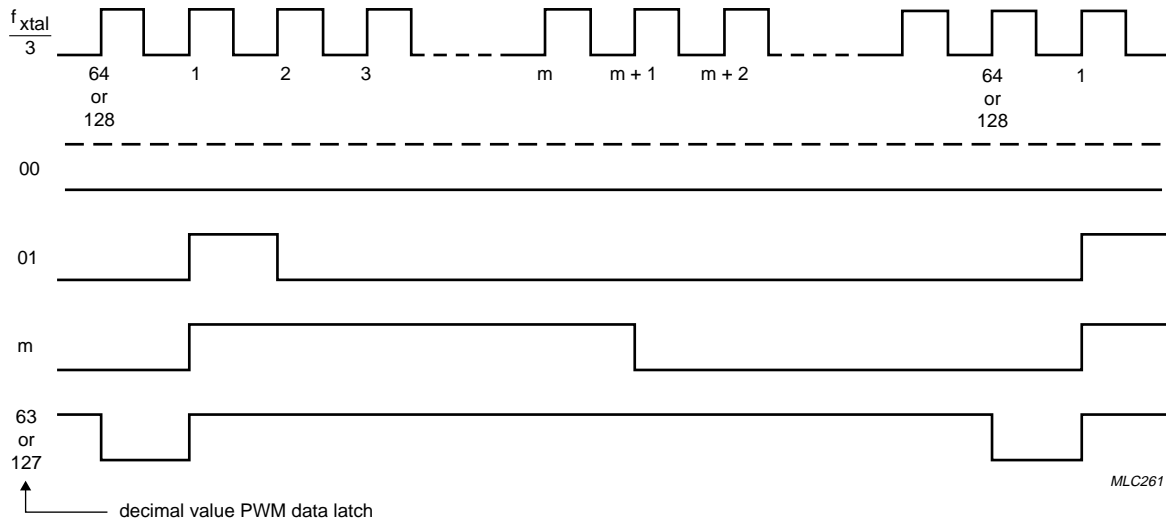 f xtal
3
64 1 2 3 m m + 1 m + 2 64 1
or or
128 128
00
01
m
63
or
127
MLC261
decimal value PWM data latch